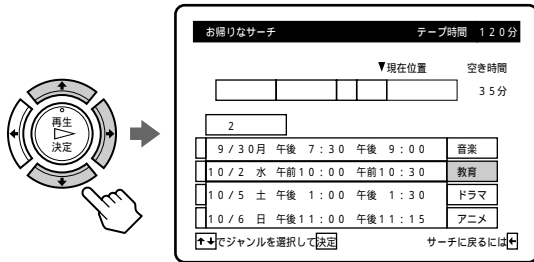 お帰りなサーチ テープ時間 120分
▼現在位置 空き時間
35分
再生
決定
2
9/30月 午後 7:30 午後 9:00 音楽
10/2 水 午前10:00 午前10:30 教育
10/5 土 午後 1:00 午後 1:30 ドラマ
10/6 日 午後11:00 午後11:15 アニメ
↑↓でジャンルを選択して決定 サーチに戻るには←